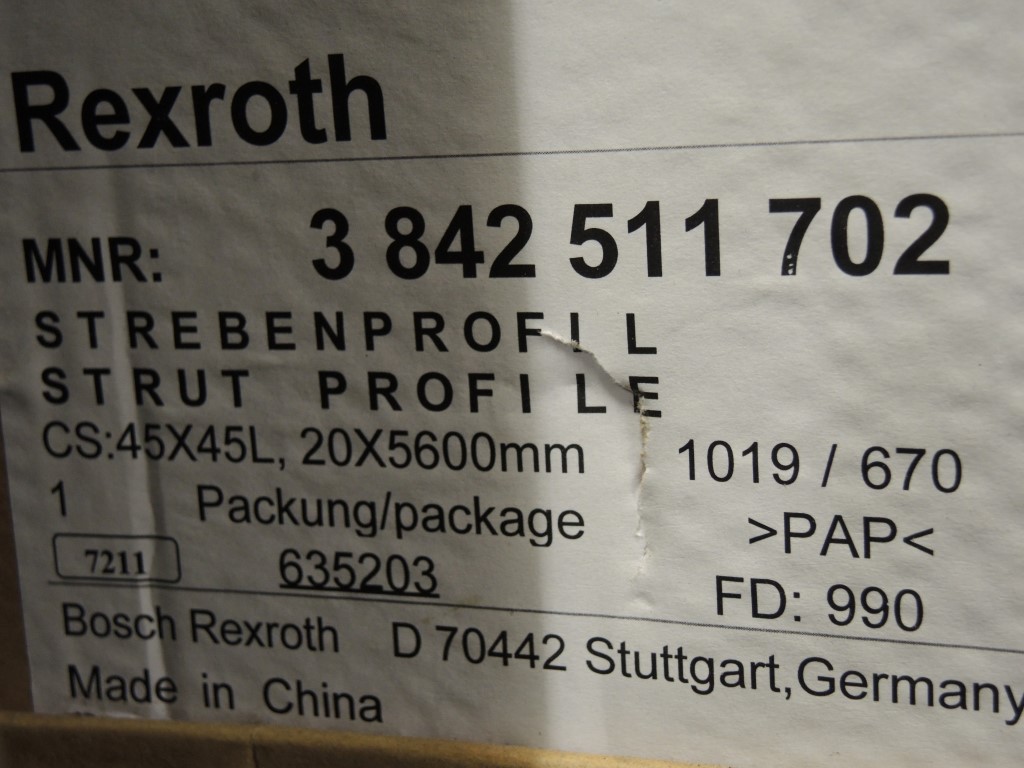 Rexroth
MNR: 3 842 511 702
STREBENPROFIL
STRUT PROFILE
CS:45X45L, 20X5600mm 1019 / 670
1 Packung/package >PAP<
7211 635203 FD: 990
Bosch Rexroth D 70442 Stuttgart,Germany
Made in China